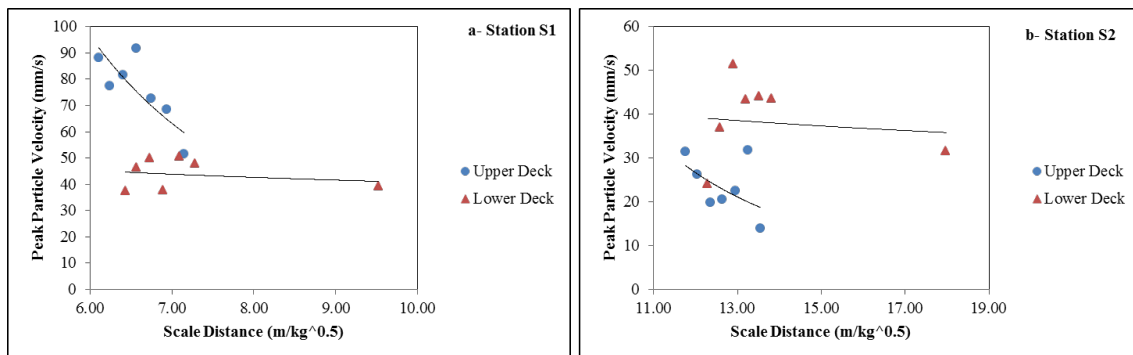 a- Station S1
Peak Particle Velocity (mm/s)
100
90
80
70
60
50
40
30
20
10
0
6.00 7.00 8.00 9.00 10.00
Scale Distance (m/kg^0.5)
Upper Deck
Lower Deck
b- Station S2
Peak Particle Velocity (mm/s)
60
50
40
30
20
10
0
11.00 13.00 15.00 17.00 19.00
Scale Distance (m/kg^0.5)
Upper Deck
Lower Deck